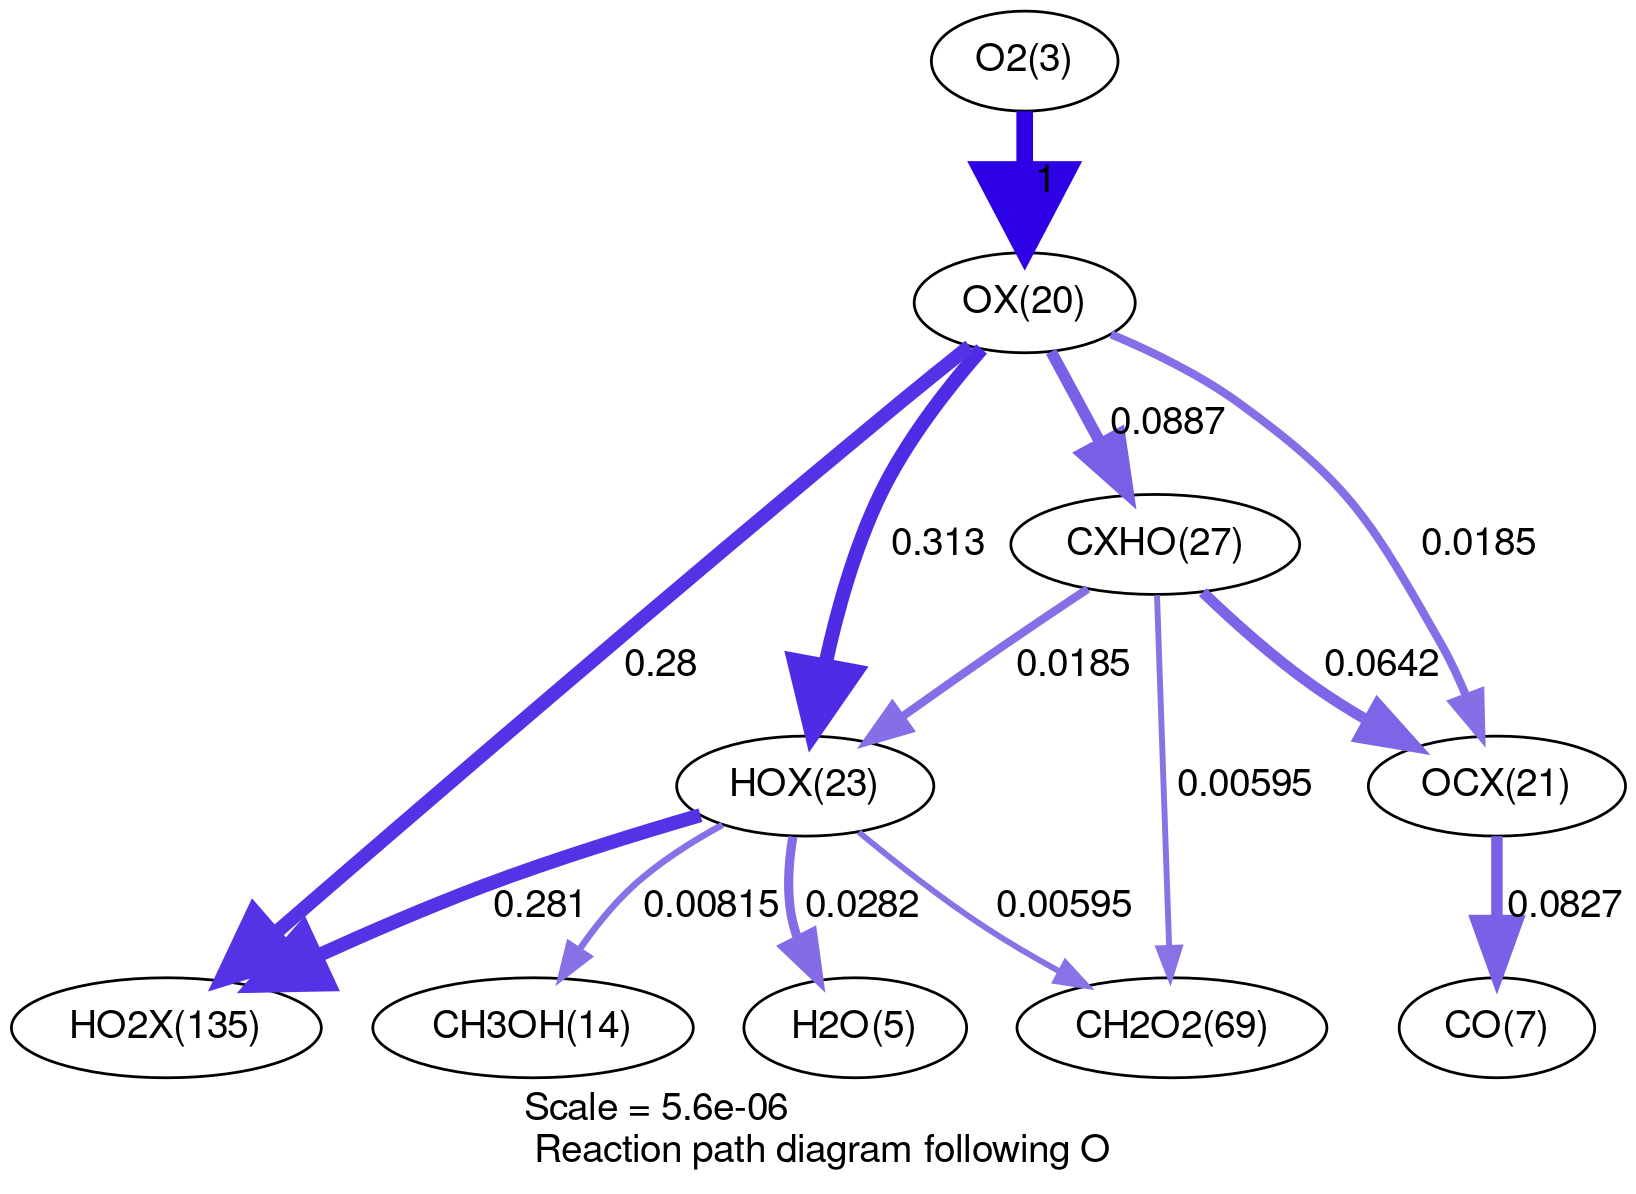 O2(3)
1
OX(20)
0.0887
0.313
CXHO(27)
0.0185
0.28
0.0185
0.0642
HOX(23)
0.00595
OCX(21)
0.281
0.00815
0.0282
0.00595
0.0827
HO2X(135)
CH3OH(14)
H2O(5)
CH2O2(69)
CO(7)
Scale = 5.6e-06
Reaction path diagram following O